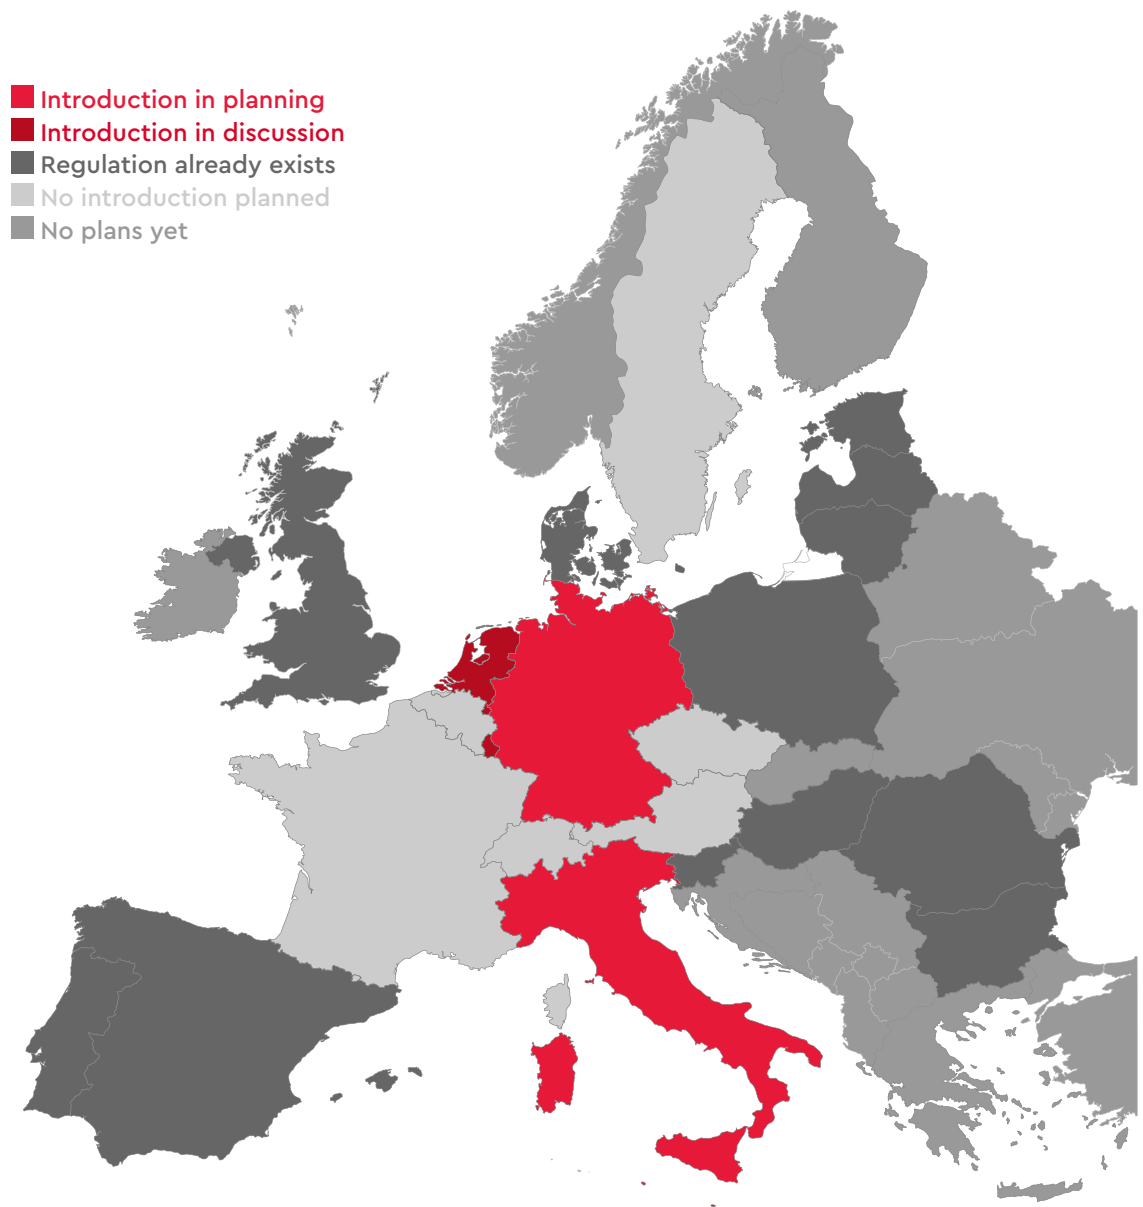 Introduction in planning
Introduction in discussion
Regulation already exists
No introduction planned
No plans yet